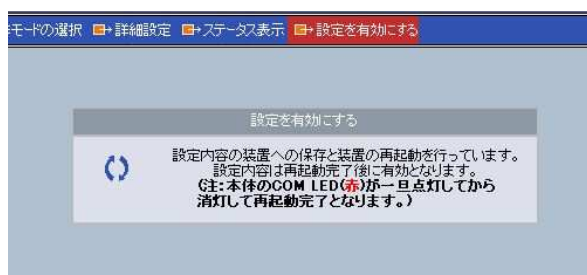 モードの選択 詳細設定 ステータス表示 設定を有効にする
設定を有効にする
設定内容の装置への保存と装置の再起動を行っています。
設定内容は再起動完了後に有効となります。
(注:本体のCOM LED(赤)が一旦点灯してから
消灯して再起動完了となります。)